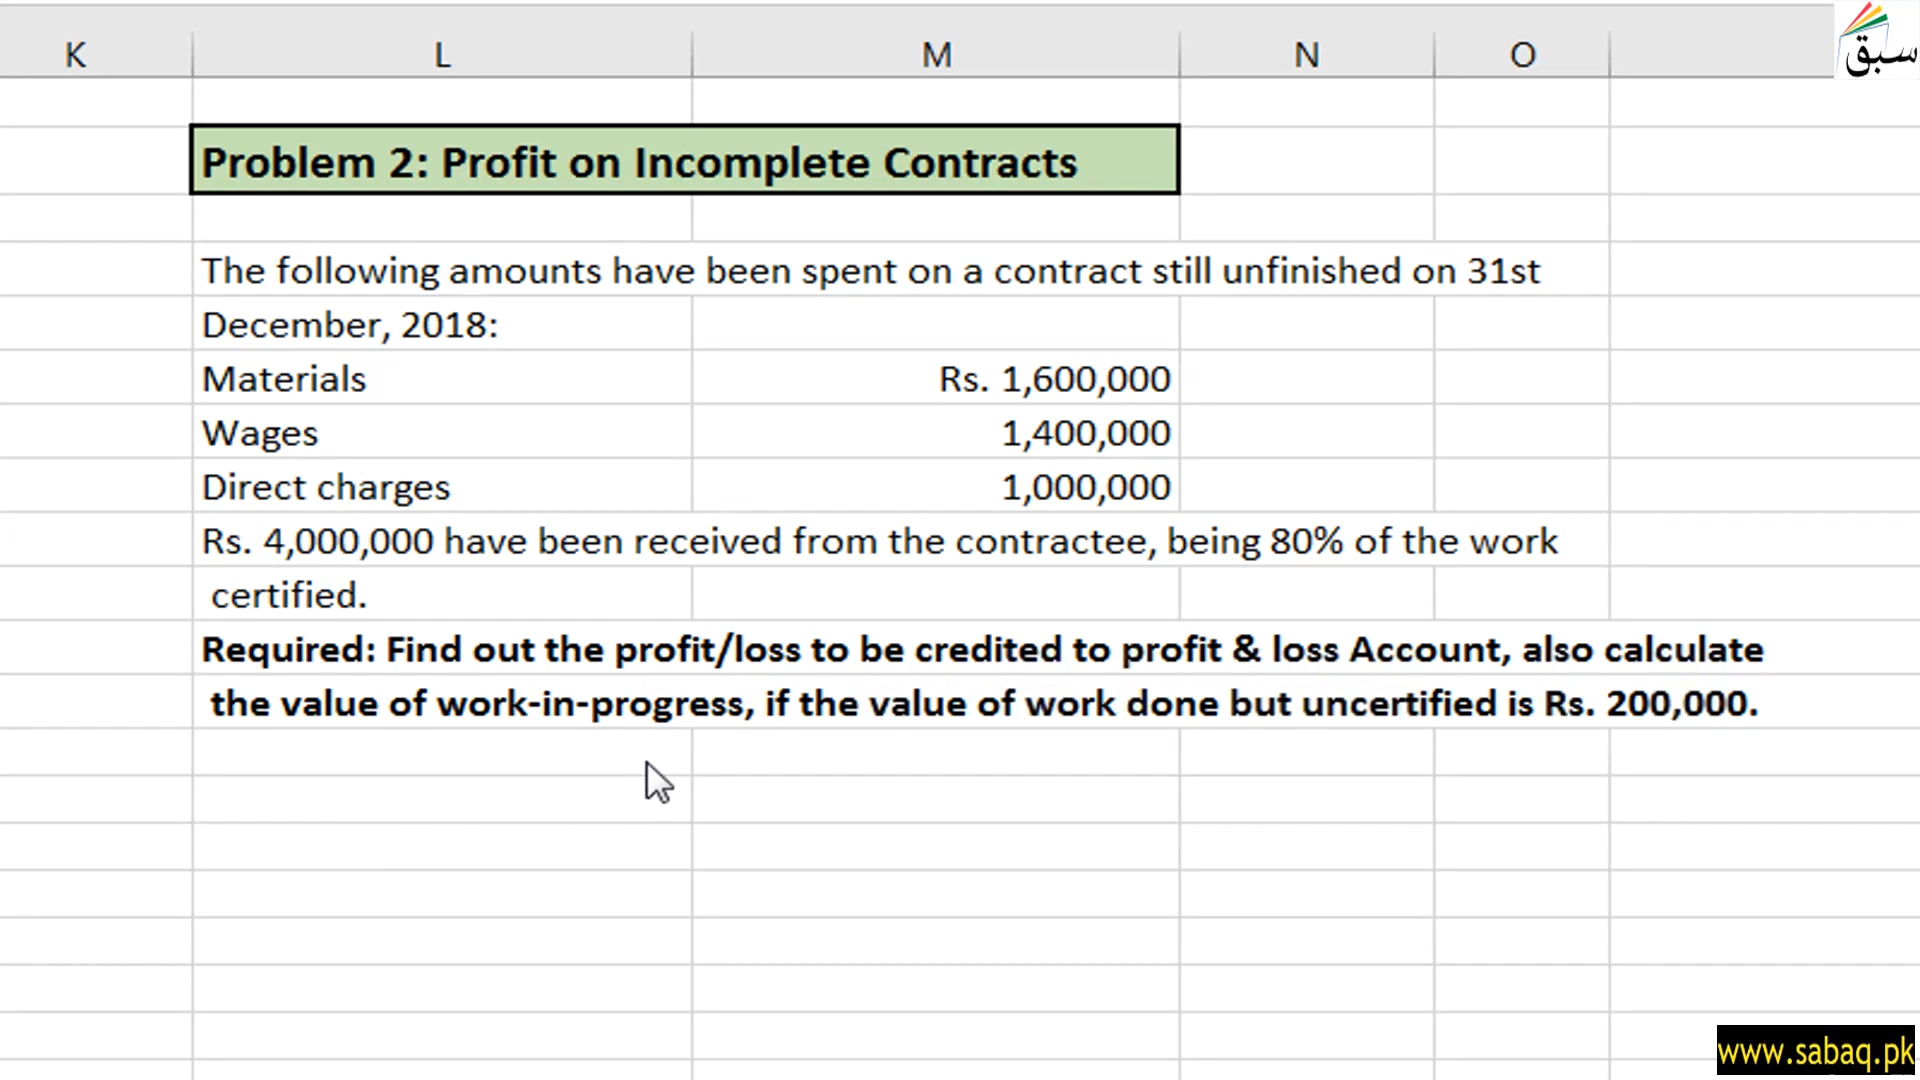 سبق
K L M N O
Problem 2: Profit on Incomplete Contracts
The following amounts have been spent on a contract still unfinished on 31st
December, 2018:
Materials Rs. 1,600,000
Wages 1,400,000
Direct charges 1,000,000
Rs. 4,000,000 have been received from the contractee, being 80% of the work
certified.
Required: Find out the profit/loss to be credited to profit & loss Account, also calculate
the value of work-in-progress, if the value of work done but uncertified is Rs. 200,000.
www.sabaq.pk